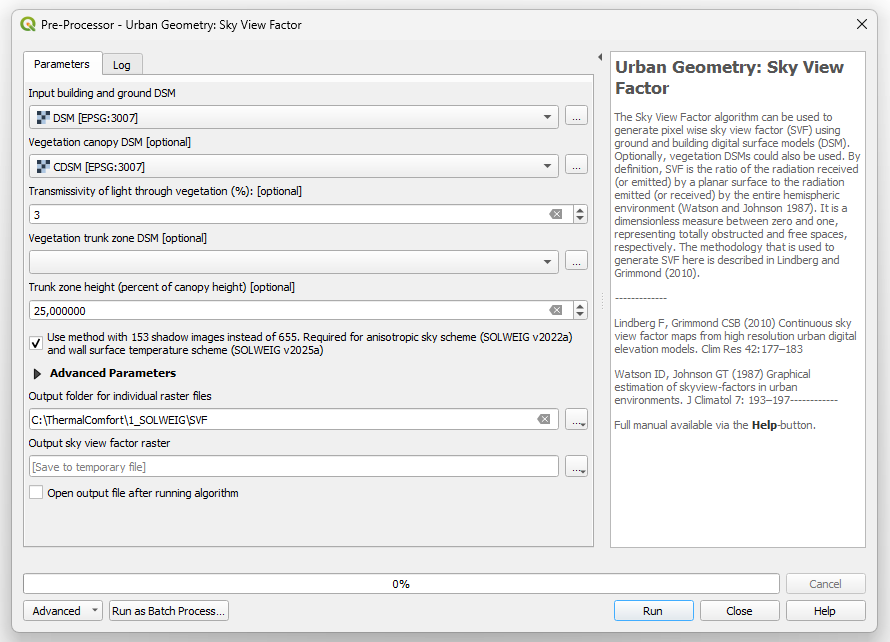 Pre-Processor - Urban Geometry: Sky View Factor
Parameters
Log
Input building and ground DSM
DSM [EPSG:3007]
...
Vegetation canopy DSM [optional]
CDSM [EPSG:3007]
...
Transmissivity of light through vegetation (%): [optional]
3
Vegetation trunk zone DSM [optional]
...
Trunk zone height (percent of canopy height) [optional]
25,000000
Use method with 153 shadow images instead of 655. Required for anisotropic sky scheme (SOLWEIG v2022a)
and wall surface temperature scheme (SOLWEIG v2025a)
Advanced Parameters
Output folder for individual raster files
C:\ThermalComfort\1_SOLWEIG\SVF
...
Output sky view factor raster
[Save to temporary file]
...
Open output file after running algorithm
Urban Geometry: Sky View
Factor
The Sky View Factor algorithm can be used to
generate pixel wise sky view factor (SVF) using
ground and building digital surface models (DSM).
Optionally, vegetation DSMs could also be used. By
definition, SVF is the ratio of the radiation received
(or emitted) by a planar surface to the radiation
emitted (or received) by the entire hemispheric
environment (Watson and Johnson 1987). It is a
dimensionless measure between zero and one,
representing totally obstructed and free spaces,
respectively. The methodology that is used to
generate SVF here is described in Lindberg and
Grimmond (2010).
-------------
Lindberg F, Grimmond CSB (2010) Continuous sky
view factor maps from high resolution urban digital
elevation models. Clim Res 42:177–183
Watson ID, Johnson GT (1987) Graphical
estimation of skyview-factors in urban
environments. J Climatol 7: 193–197------------
Full manual available via the Help-button.
0%
Cancel
Advanced
Run as Batch Process...
Run
Close
Help